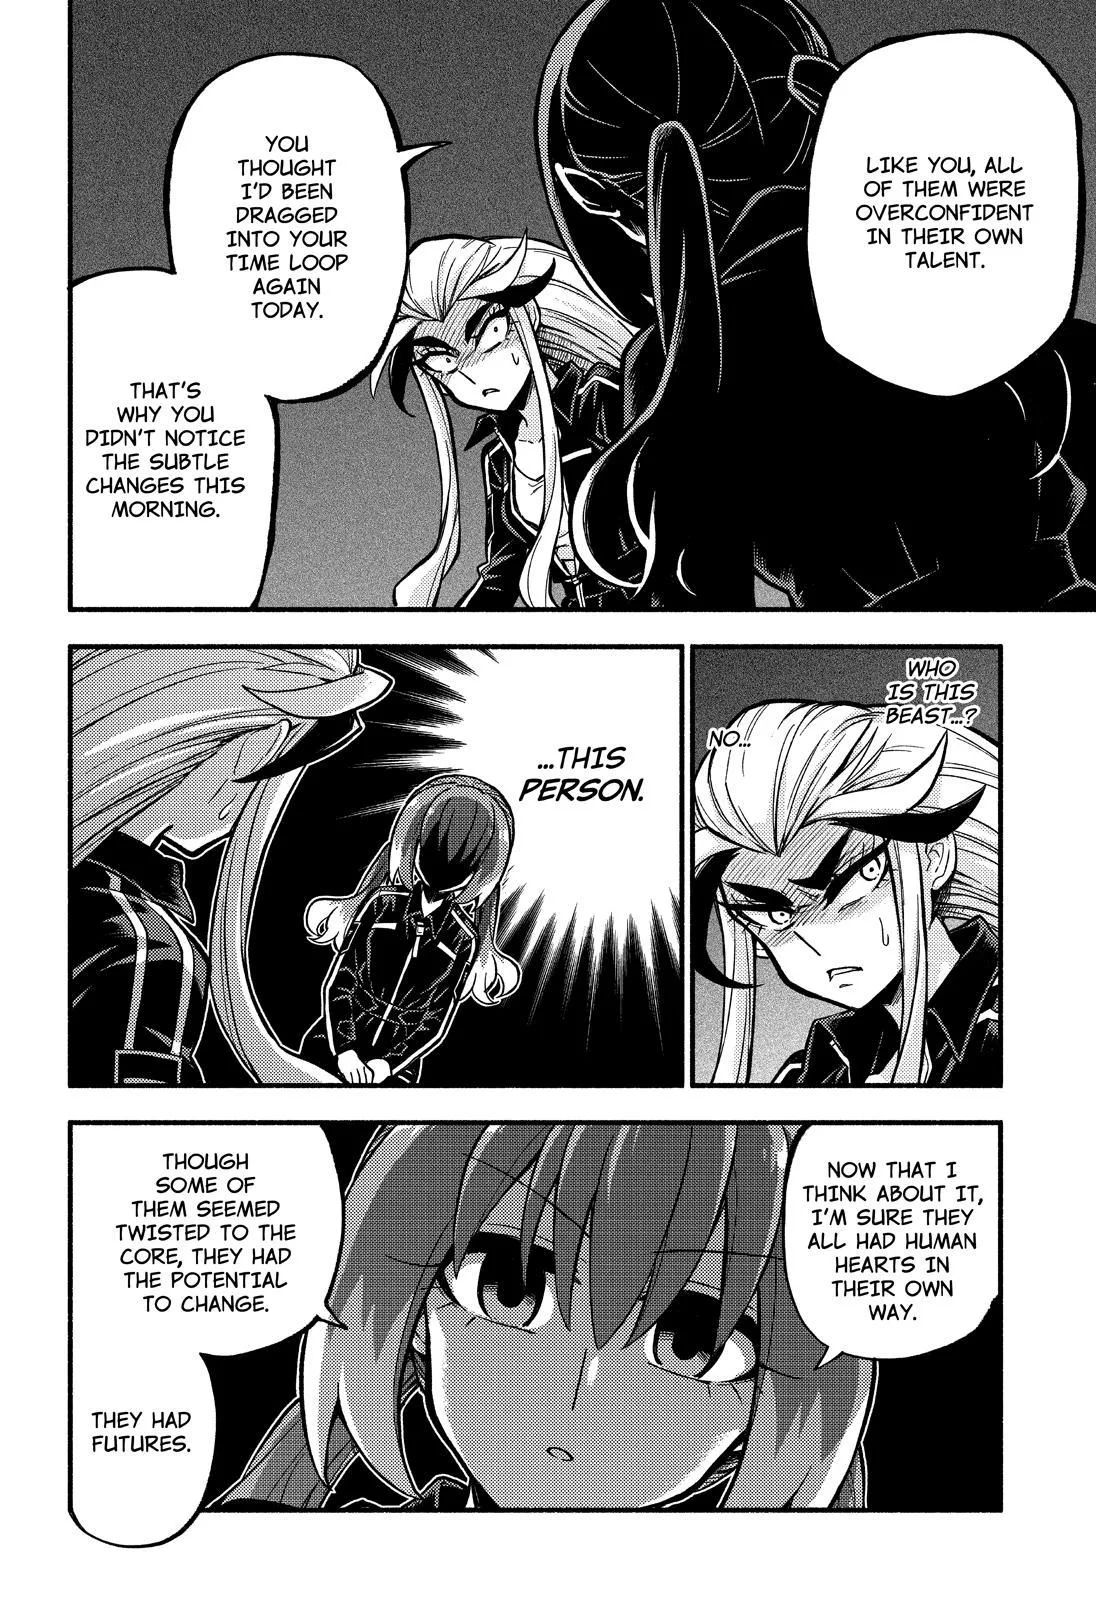 LIKE YOU, ALL
OF THEM WERE
OVERCONFIDENT
IN THEIR OWN
TALENT.
YOU
THOUGHT
I'D BEEN
DRAGGED
INTO YOUR
TIME LOOP
AGAIN
TODAY.
THAT'S
WHY YOU
DIDN'T NOTICE
THE SUBTLE
CHANGES THIS
MORNING.
WHO
IS THIS
BEAST...?
NO...
...THIS
PERSON.
NOW THAT I
THINK ABOUT IT,
I'M SURE THEY
ALL HAD HUMAN
HEARTS IN
THEIR OWN
WAY.
THOUGH
SOME OF
THEM SEEMED
TWISTED TO THE
CORE, THEY HAD
THE POTENTIAL
TO CHANGE.
THEY HAD
FUTURES.